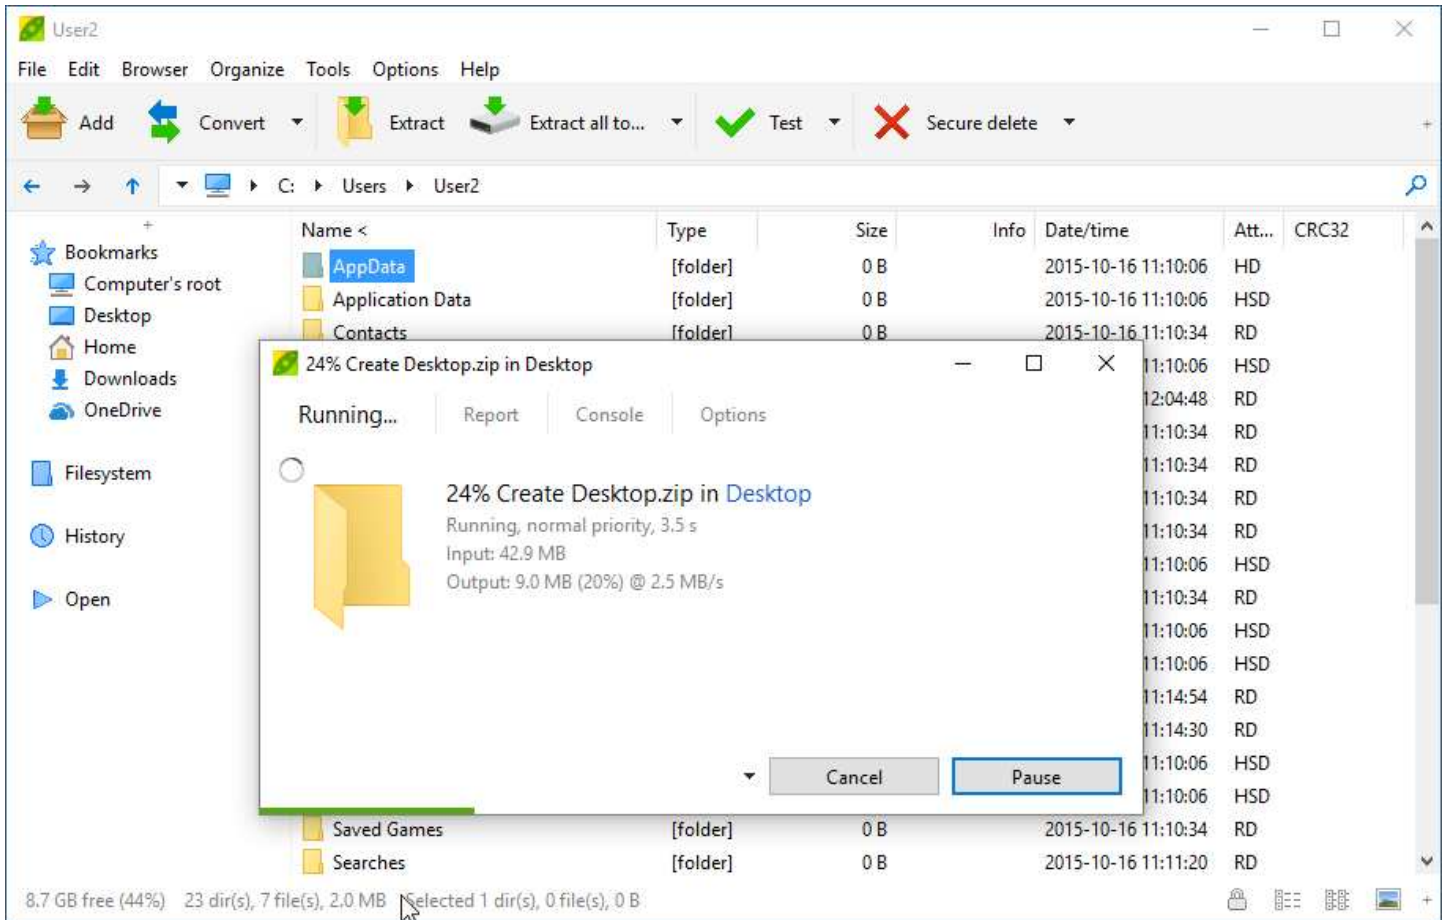 User2
File Edit Browser Organize Tools Options Help
Add Convert Extract Extract all to... Test Secure delete
C: Users User2
Name < Type Size Info Date/time Att... CRC32
Bookmarks
Computer's root
Desktop
Home
Downloads
OneDrive
Filesystem
History
Open
AppData [folder] 0 B 2015-10-16 11:10:06 HD
Application Data [folder] 0 B 2015-10-16 11:10:06 HSD
Contacts [folder] 0 B 2015-10-16 11:10:34 RD
11:10:06 HSD
12:04:48 RD
11:10:34 RD
11:10:34 RD
11:10:34 RD
11:10:34 RD
11:10:06 HSD
11:10:34 RD
11:10:06 HSD
11:10:06 HSD
11:14:54 RD
11:14:30 RD
11:10:06 HSD
11:10:06 HSD
24% Create Desktop.zip in Desktop
Running... Report Console Options
24% Create Desktop.zip in Desktop
Running, normal priority, 3.5 s
Input: 42.9 MB
Output: 9.0 MB (20%) @ 2.5 MB/s
Cancel Pause
Saved Games [folder] 0 B 2015-10-16 11:10:34 RD
Searches [folder] 0 B 2015-10-16 11:11:20 RD
8.7 GB free (44%) 23 dir(s), 7 file(s), 2.0 MB Selected 1 dir(s), 0 file(s), 0 B